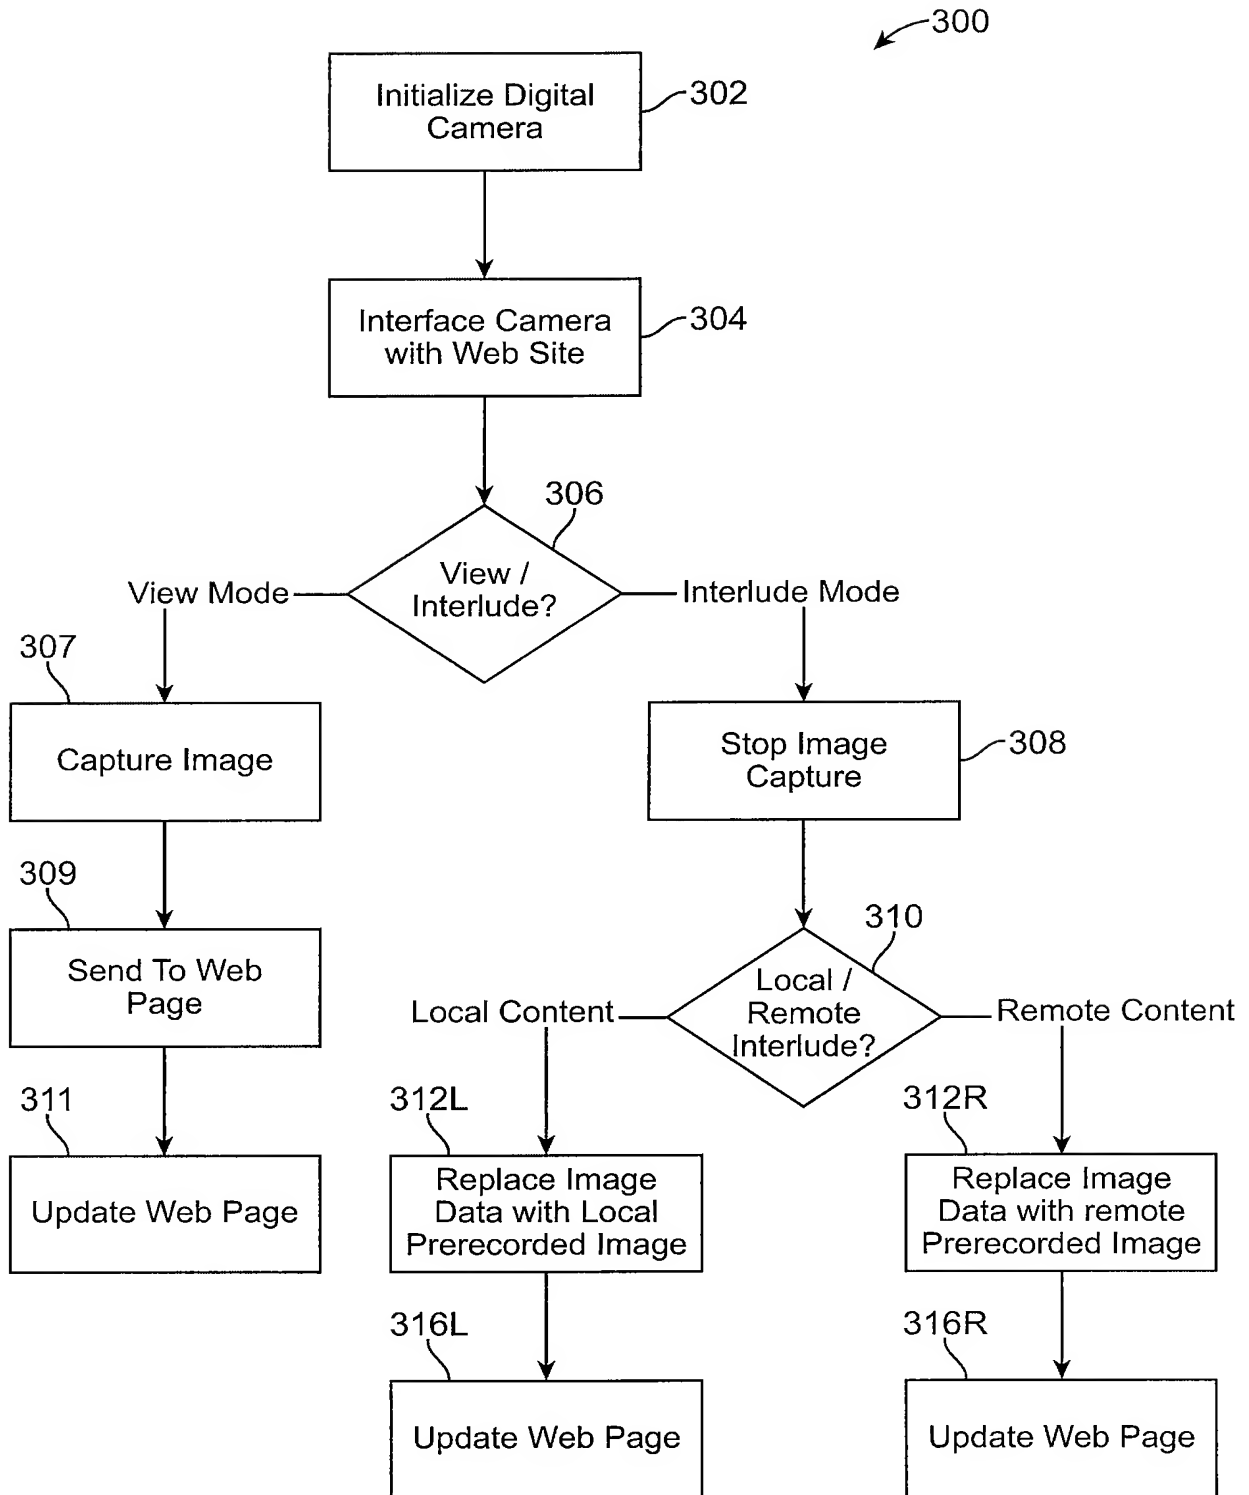 300
Initialize Digital
Camera
302
Interface Camera
with Web Site
304
306
View /
Interlude?
View Mode
Interlude Mode
307
Capture Image
Stop Image
Capture
308
309
Send To Web
Page
310
Local /
Remote
Interlude?
Local Content
Remote Content
311
Update Web Page
312L
Replace Image
Data with Local
Prerecorded Image
312R
Replace Image
Data with remote
Prerecorded Image
316L
Update Web Page
316R
Update Web Page